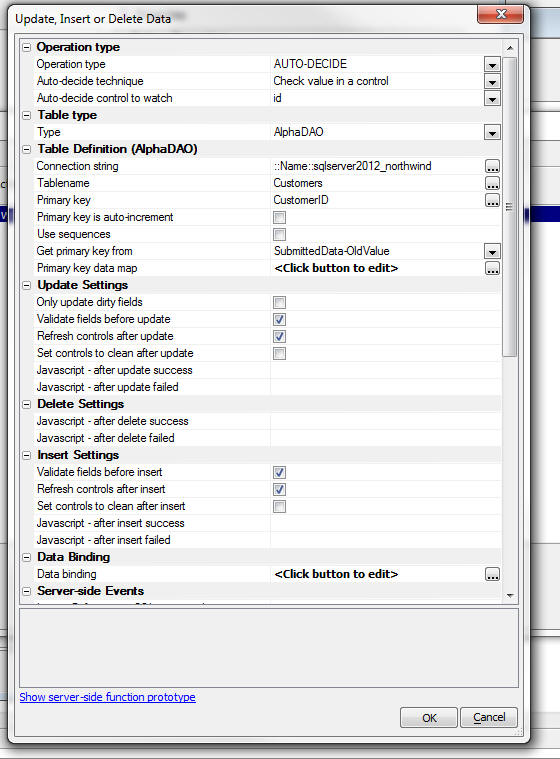 Update, Insert or Delete Data
Operation type
Operation type AUTO-DECIDE
Auto-decide technique Check value in a control
Auto-decide control to watch id
Table type
Type AlphaDAO
Table Definition (AlphaDAO)
Connection string ::Name::sqlserver2012_northwind
Tablename Customers
Primary key CustomerID
Primary key is auto-increment
Use sequences
Get primary key from SubmittedData-OldValue
Primary key data map <Click button to edit>
Update Settings
Only update dirty fields
Validate fields before update
Refresh controls after update
Set controls to clean after update
Javascript - after update success
Javascript - after update failed
Delete Settings
Javascript - after delete success
Javascript - after delete failed
Insert Settings
Validate fields before insert
Refresh controls after insert
Set controls to clean after insert
Javascript - after insert success
Javascript - after insert failed
Data Binding
Data binding <Click button to edit>
Server-side Events
Show server-side function prototype
OK Cancel